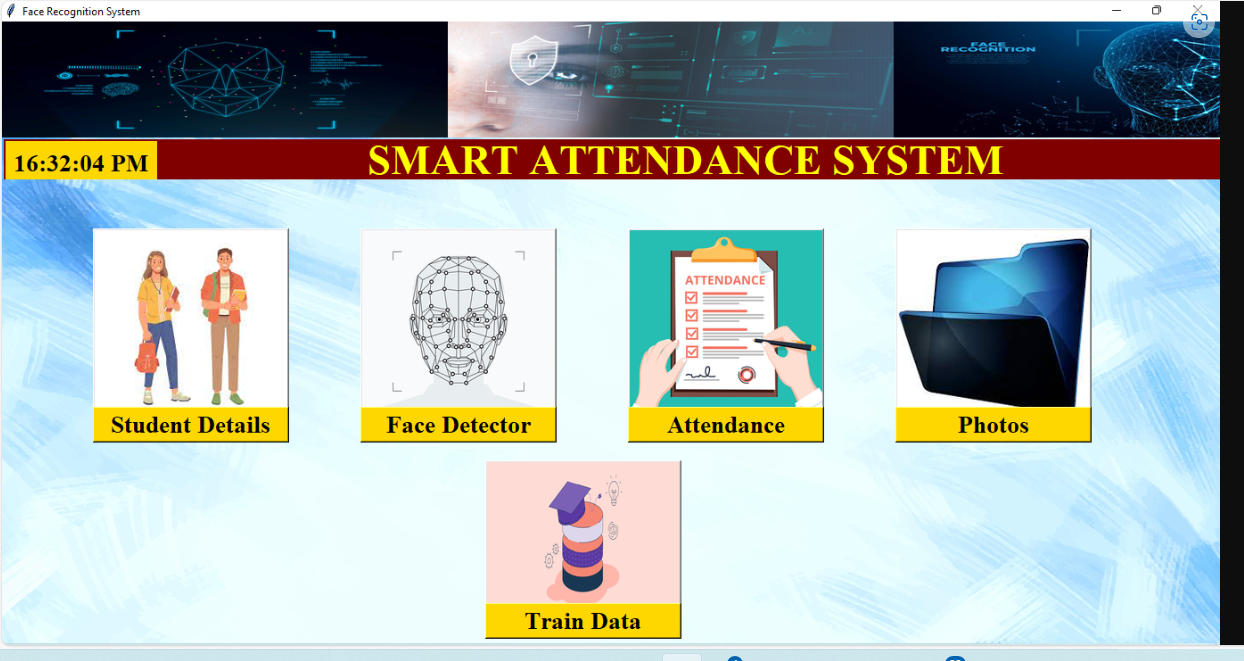 Face Recognition System
FACE
RECOGNITION
16:32:04 PM
SMART ATTENDANCE SYSTEM
ATTENDANCE
Student Details
Face Detector
Attendance
Photos
Train Data